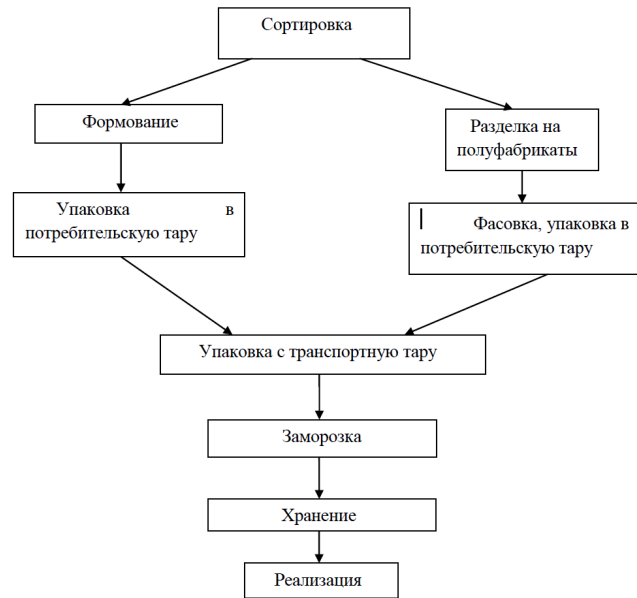 Сортировка
Формование
Разделка на
полуфабрикаты
Упаковка в
потребительскую тару
Фасовка, упаковка в
потребительскую тару
Упаковка с транспортную тару
Заморозка
Хранение
Реализация